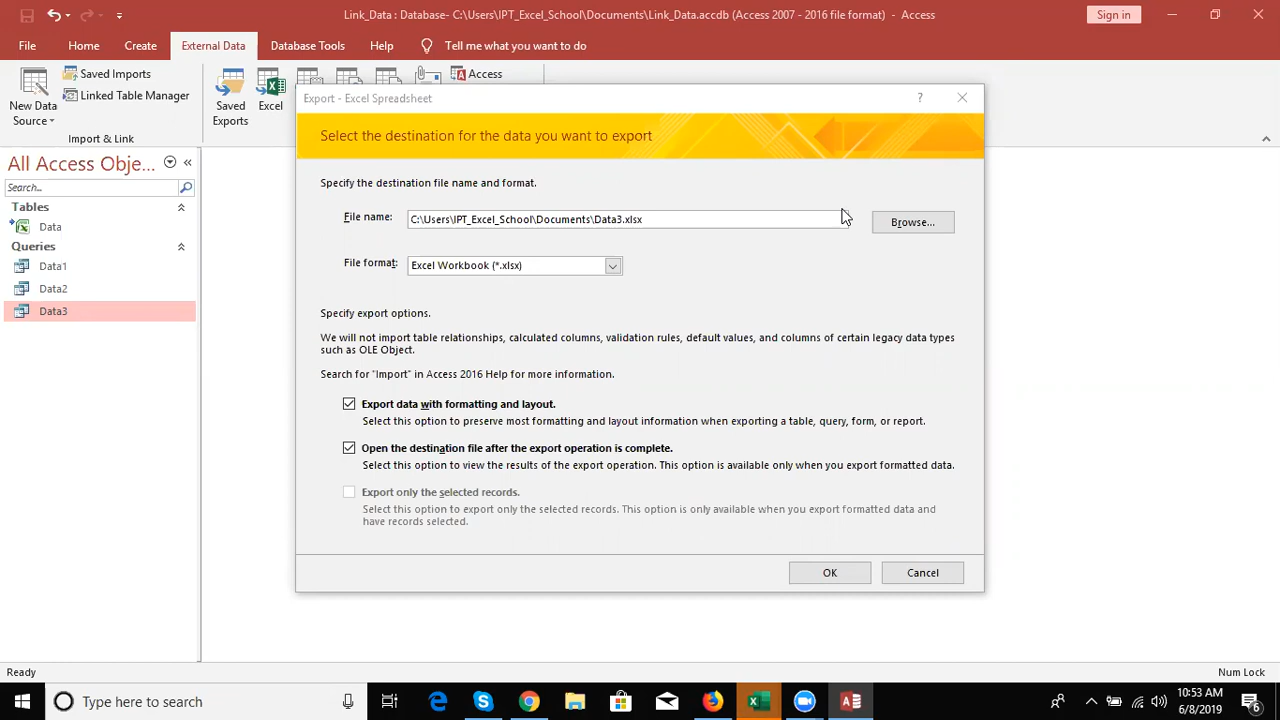 Link_Data : Database- C:\Users\IPT_Excel_School\Documents\Link_Data.accdb (Access 2007 - 2016 file format) - Access
Sign in
File Home Create External Data Database Tools Help Tell me what you want to do
New Data Source
Saved Imports
Linked Table Manager
Import & Link
Saved Exports
Excel
Access
Export - Excel Spreadsheet
?
Select the destination for the data you want to export
Specify the destination file name and format.
File name: C:\Users\IPT_Excel_School\Documents\Data3.xlsx Browse...
File format: Excel Workbook (*.xlsx)
Specify export options.
We will not import table relationships, calculated columns, validation rules, default values, and columns of certain legacy data types
such as OLE Object.
Search for "Import" in Access 2016 Help for more information.
Export data with formatting and layout.
Select this option to preserve most formatting and layout information when exporting a table, query, form, or report.
Open the destination file after the export operation is complete.
Select this option to view the results of the export operation. This option is available only when you export formatted data.
Export only the selected records.
Select this option to export only the selected records. This option is only available when you export formatted data and
have records selected.
OK Cancel
All Access Obje...
Search...
Tables
Data
Queries
Data1
Data2
Data3
Ready
Num Lock
Type here to search
10:53 AM
6/8/2019
6